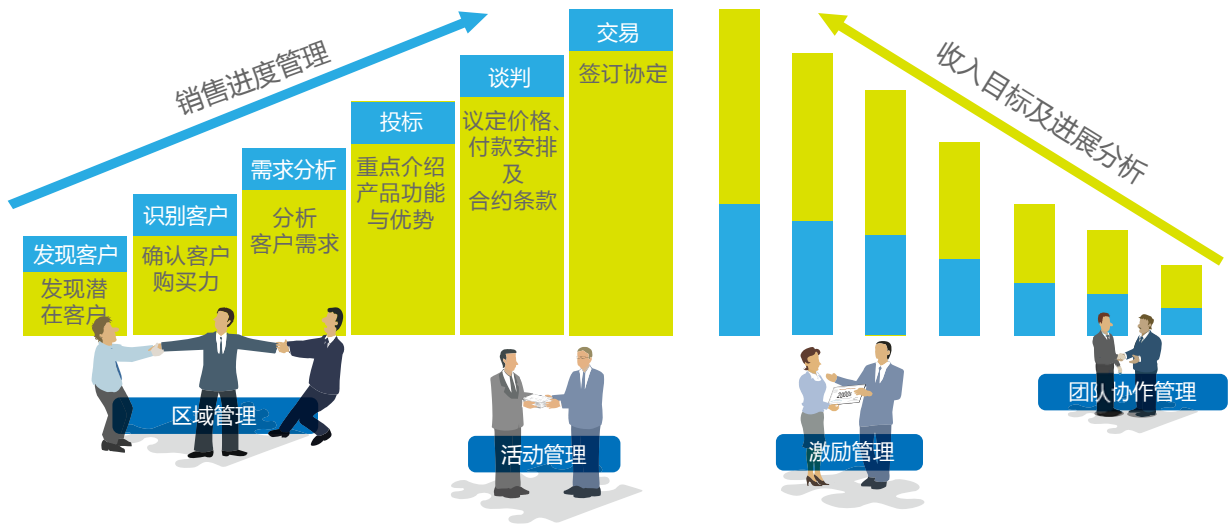 销售进度管理
发现客户
发现潜
在客户
识别客户
确认客户
购买力
需求分析
分析
客户需求
投标
重点介绍
产品功能
与优势
谈判
议定价格、
付款安排
及
合约条款
交易
签订协定
收入目标及进展分析
区域管理
活动管理
激励管理
团队协作管理